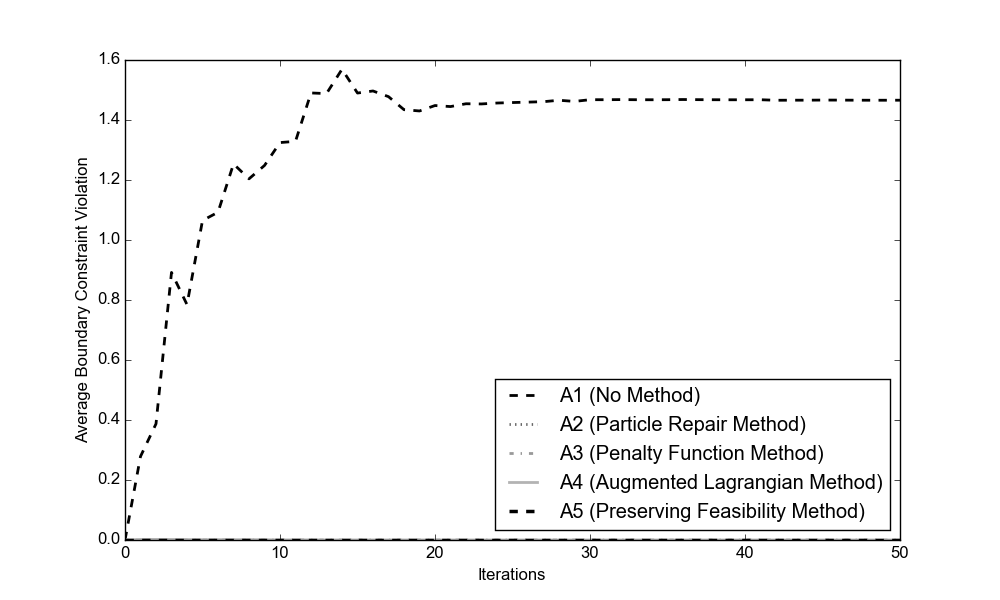 1.6
1.4
1.2
1.0
0.8
0.6
0.4
0.2
0.0
Average Boundary Constraint Violation
A1 (No Method)
A2 (Particle Repair Method)
A3 (Penalty Function Method)
A4 (Augmented Lagrangian Method)
A5 (Preserving Feasibility Method)
0 10 20 30 40 50
Iterations